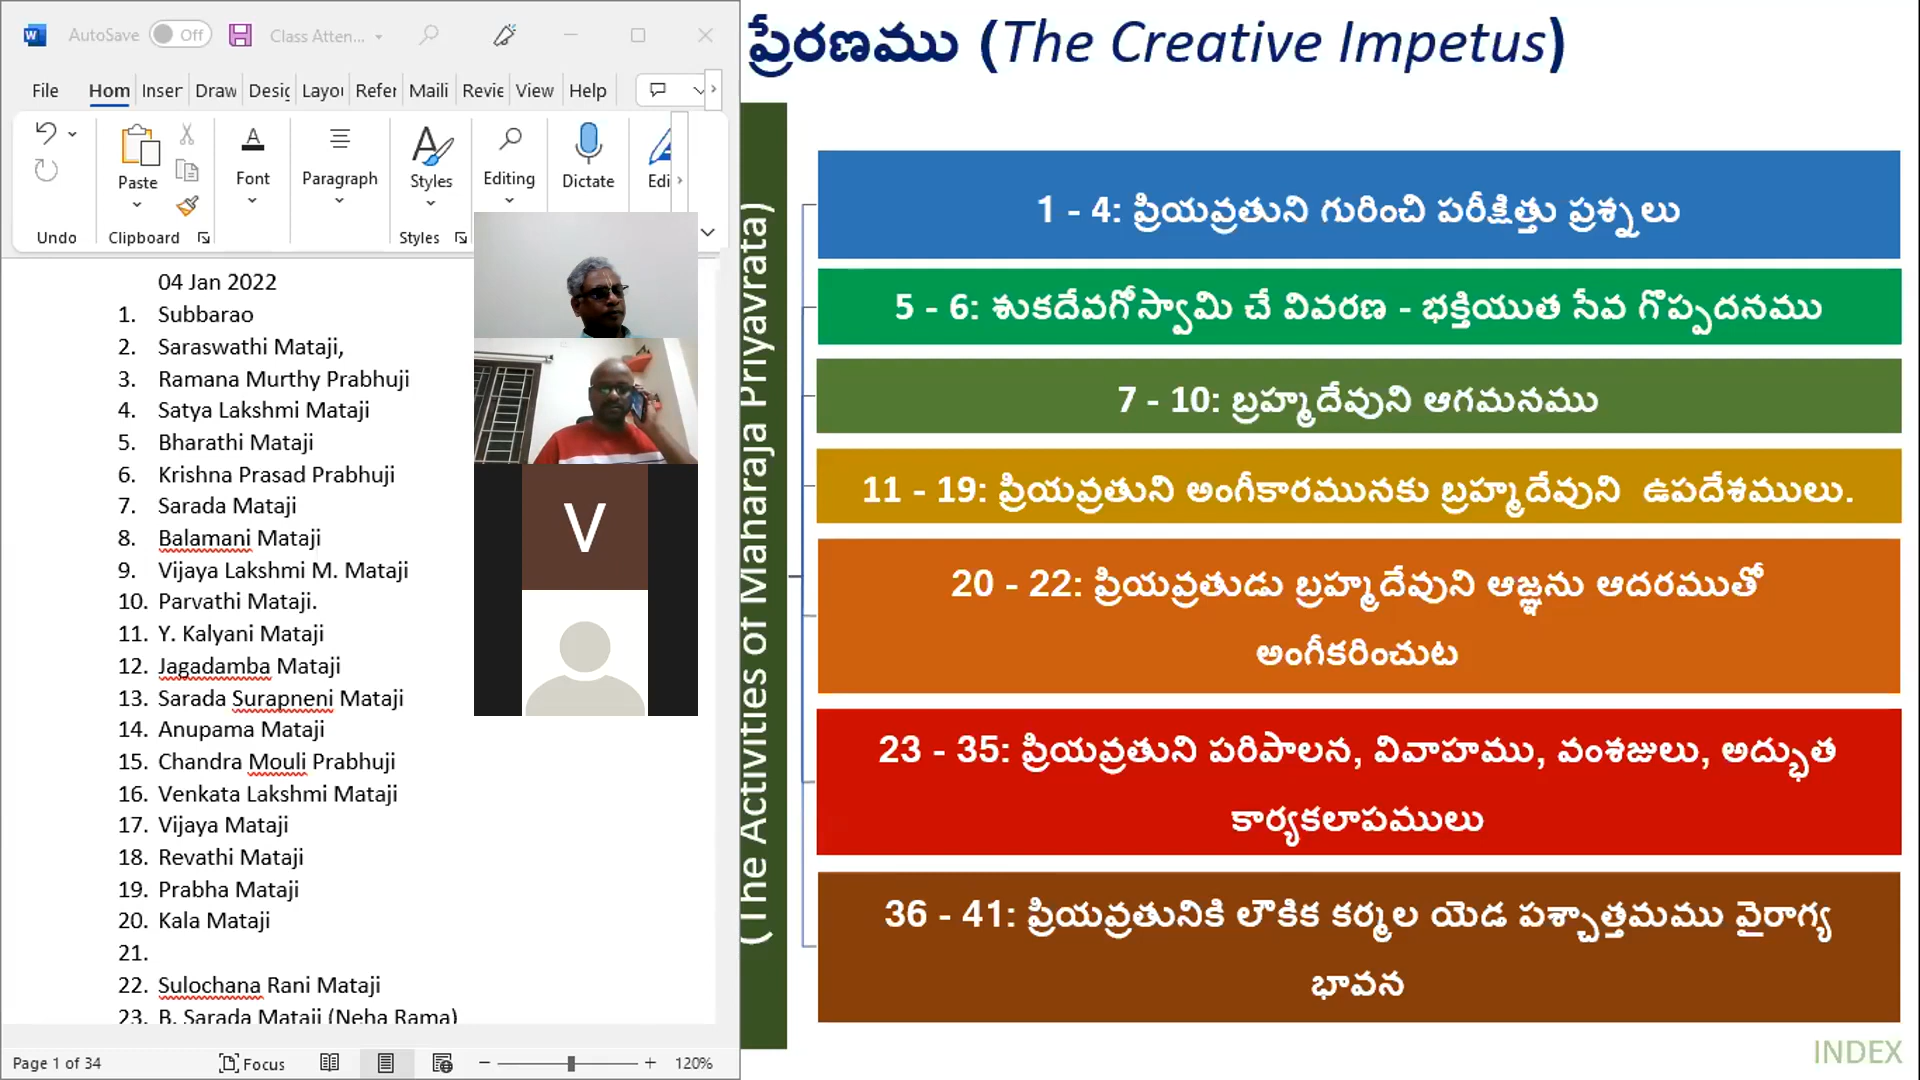 AutoSave Off Class Atten...
File Hom Inser Draw Desig Layou Refer Maili Revie View Help
Paste Font Paragraph Styles Editing Dictate Edi
Undo Clipboard Styles
04 Jan 2022
1. Subbarao
2. Saraswathi Mataji,
3. Ramana Murthy Prabhuji
4. Satya Lakshmi Mataji
5. Bharathi Mataji
6. Krishna Prasad Prabhuji
7. Sarada Mataji
8. Balamani Mataji
9. Vijaya Lakshmi M. Mataji
10. Parvathi Mataji.
11. Y. Kalyani Mataji
12. Jagadamba Mataji
13. Sarada Surapneni Mataji
14. Anupama Mataji
15. Chandra Mouli Prabhuji
16. Venkata Lakshmi Mataji
17. Vijaya Mataji
18. Revathi Mataji
19. Prabha Mataji
20. Kala Mataji
21.
22. Sulochana Rani Mataji
23. B. Sarada Mataji (Neha Rama)
Page 1 of 34 Focus 120%
V
ప్రేరణము (The Creative Impetus)
(The Activities of Maharaja Priyavrata)
1 - 4: ప్రియవ్రతుని గురించి పరీక్షిత్తు ప్రశ్నలు
5 - 6: శుకదేవగోస్వామి చే వివరణ - భక్తియుత సేవ గొప్పదనము
7 - 10: బ్రహ్మదేవుని ఆగమనము
11 - 19: ప్రియవ్రతుని అంగీకారమునకు బ్రహ్మదేవుని ఉపదేశములు.
20 - 22: ప్రియవ్రతుడు బ్రహ్మదేవుని ఆజ్ఞను ఆదరముతో
అంగీకరించుట
23 - 35: ప్రియవ్రతుని పరిపాలన, వివాహము, వంశజులు, అద్భుత
కార్యకలాపములు
36 - 41: ప్రియవ్రతునికి లౌకిక కర్మల యెడ పశ్చాత్తమము వైరాగ్య
భావన
INDEX